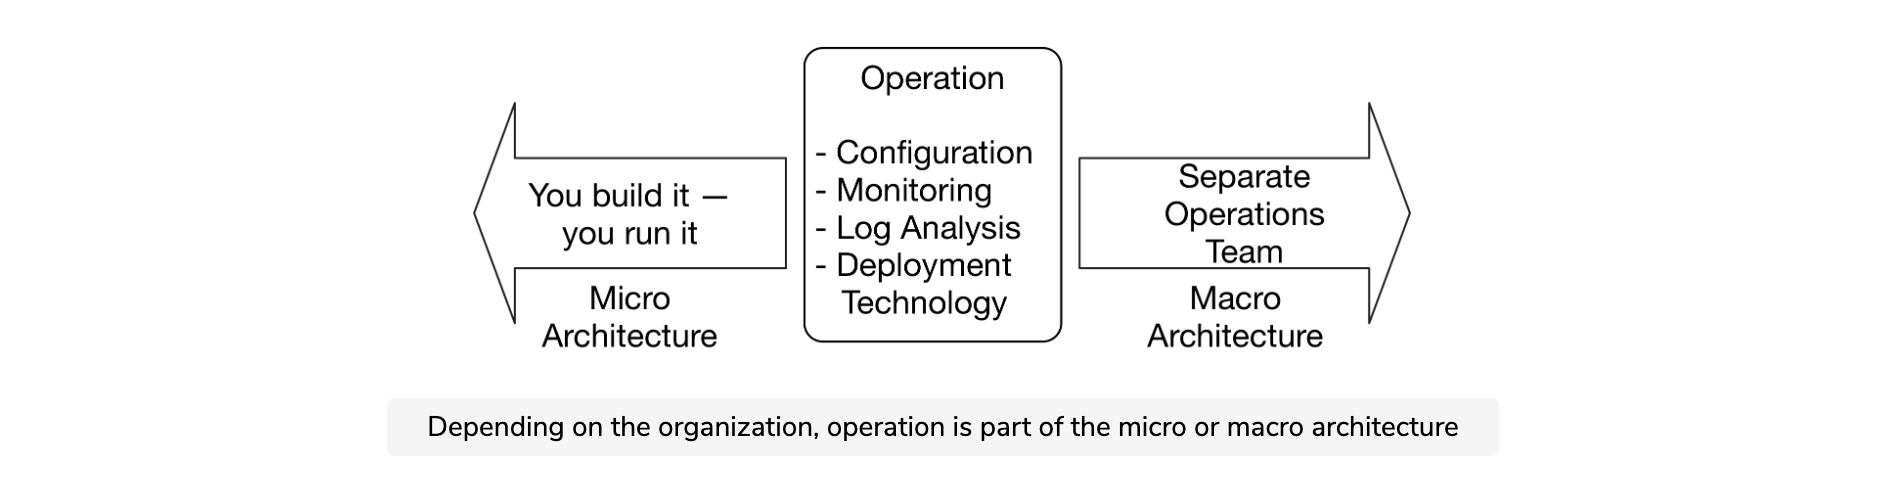 Operation
- Configuration
- Monitoring
- Log Analysis
- Deployment
Technology
You build it —
you run it
Micro
Architecture
Separate
Operations
Team
Macro
Architecture
Depending on the organization, operation is part of the micro or macro architecture